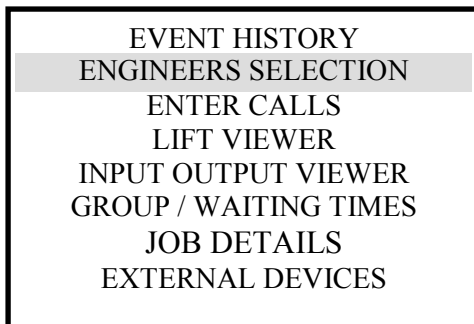 EVENT HISTORY
ENGINEERS SELECTION
ENTER CALLS
LIFT VIEWER
INPUT OUTPUT VIEWER
GROUP / WAITING TIMES
JOB DETAILS
EXTERNAL DEVICES